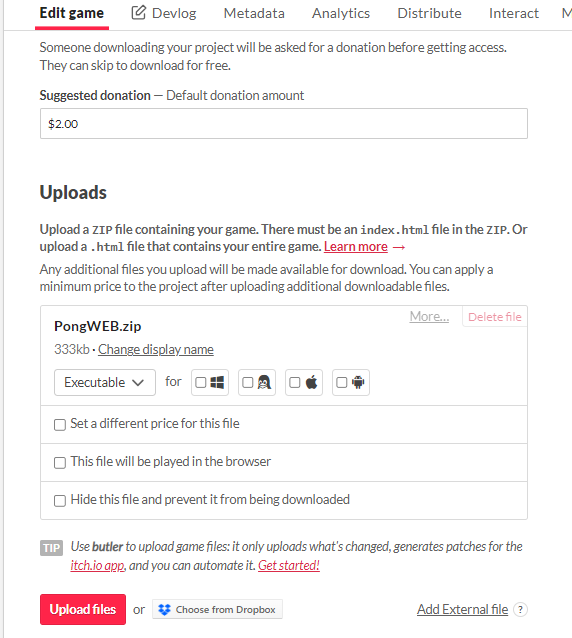 Edit game Devlog Metadata Analytics Distribute Interact M
Someone downloading your project will be asked for a donation before getting access.
They can skip to download for free.
Suggested donation — Default donation amount
$2.00
Uploads
Upload a ZIP file containing your game. There must be an index.html file in the ZIP. Or
upload a .html file that contains your entire game. Learn more →
Any additional files you upload will be made available for download. You can apply a
minimum price to the project after uploading additional downloadable files.
PongWEB.zip More... Delete file
333kb · Change display name
Executable for
Set a different price for this file
This file will be played in the browser
Hide this file and prevent it from being downloaded
TIP Use butler to upload game files: it only uploads what's changed, generates patches for the
itch.io app, and you can automate it. Get started!
Upload files or Choose from Dropbox Add External file ?